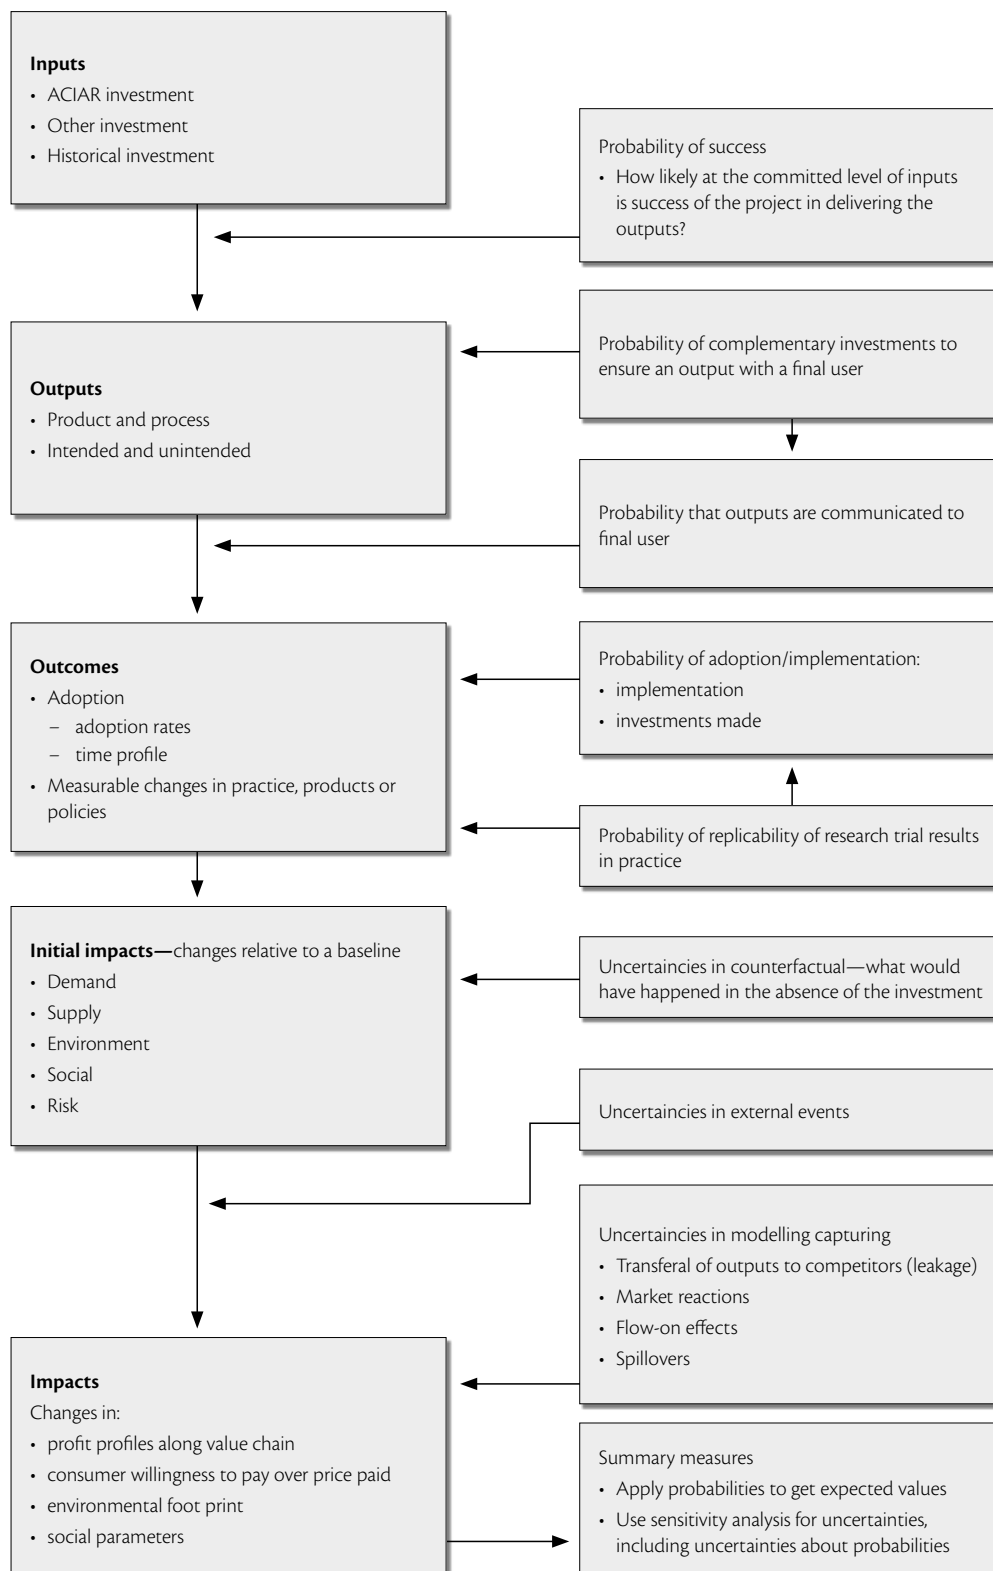 Inputs
• ACIAR investment
• Other investment
• Historical investment
Probability of success
• How likely at the committed level of inputs
is success of the project in delivering the
outputs?
Outputs
• Product and process
• Intended and unintended
Probability of complementary investments to
ensure an output with a final user
Probability that outputs are communicated to
final user
Outcomes
• Adoption
– adoption rates
– time profile
• Measurable changes in practice, products or
policies
Probability of adoption/implementation:
• implementation
• investments made
Probability of replicability of research trial results
in practice
Initial impacts—changes relative to a baseline
• Demand
• Supply
• Environment
• Social
• Risk
Uncertaincies in counterfactual—what would
have happened in the absence of the investment
Uncertaincies in external events
Uncertaincies in modelling capturing
• Transferal of outputs to competitors (leakage)
• Market reactions
• Flow-on effects
• Spillovers
Impacts
Changes in:
• profit profiles along value chain
• consumer willingness to pay over price paid
• environmental foot print
• social parameters
Summary measures
• Apply probabilities to get expected values
• Use sensitivity analysis for uncertainties,
including uncertainties about probabilities